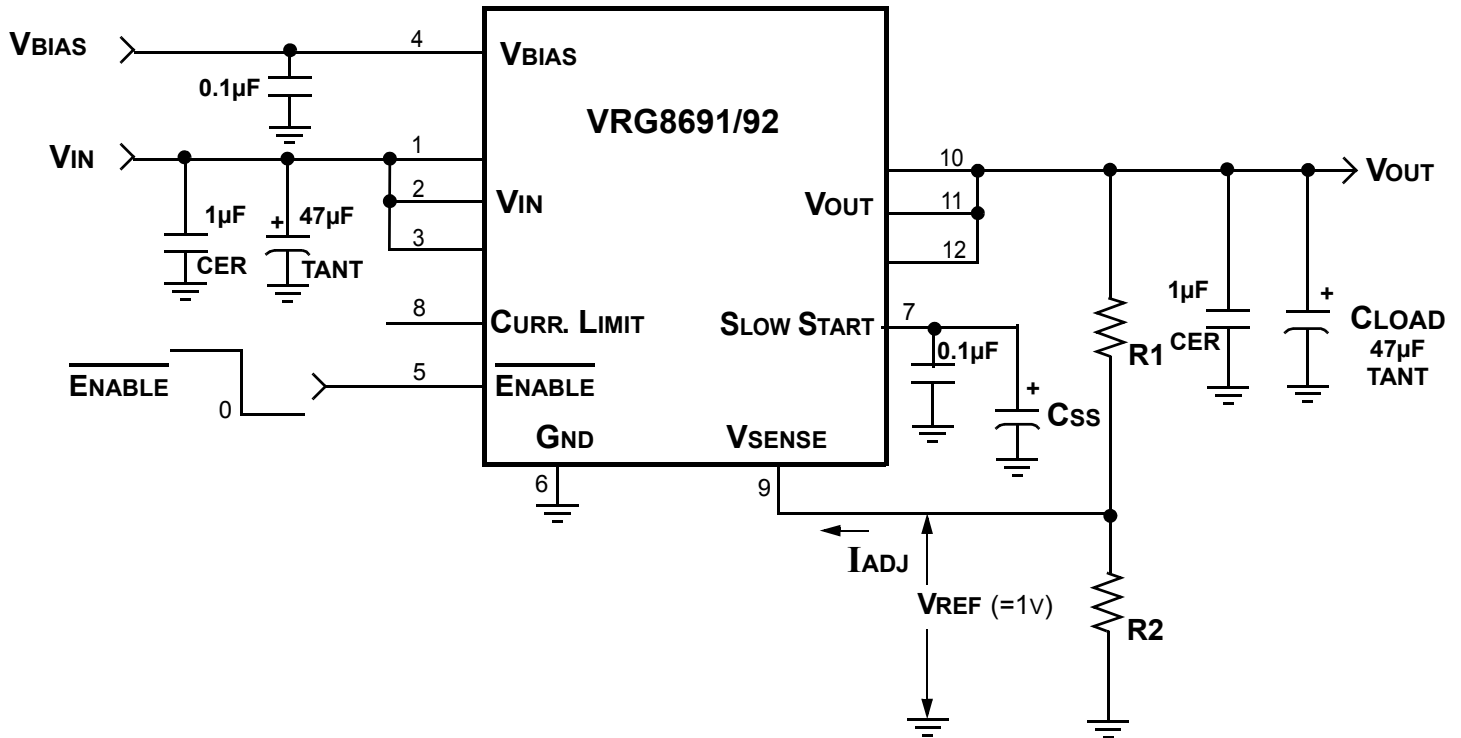 VBIAS
4
VBIAS
0.1µF
VRG8691/92
VIN
1
2
VIN
3
1µF
CER
+
47µF
TANT
10
VOUT
VOUT
11
12
8
CURR. LIMIT
SLOW START
7
0.1µF
+
CSS
R1
1µF
CER
+
CLOAD
47µF
TANT
ENABLE
0
5
ENABLE
GND
VSENSE
6
9
IADJ
VREF (=1V)
R2